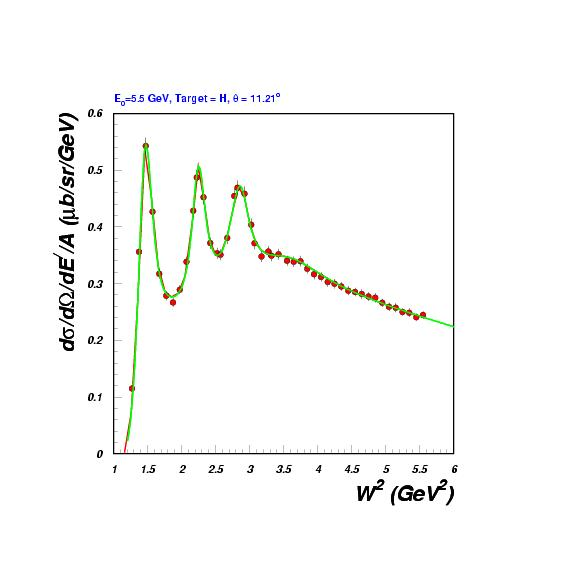 E0=5.5 GeV, Target = H, θ = 11.21°
dσ/dΩ/dE′/A (μb/sr/GeV)
0.6
0.5
0.4
0.3
0.2
0.1
0
1 1.5 2 2.5 3 3.5 4 4.5 5 5.5 6
W² (GeV²)